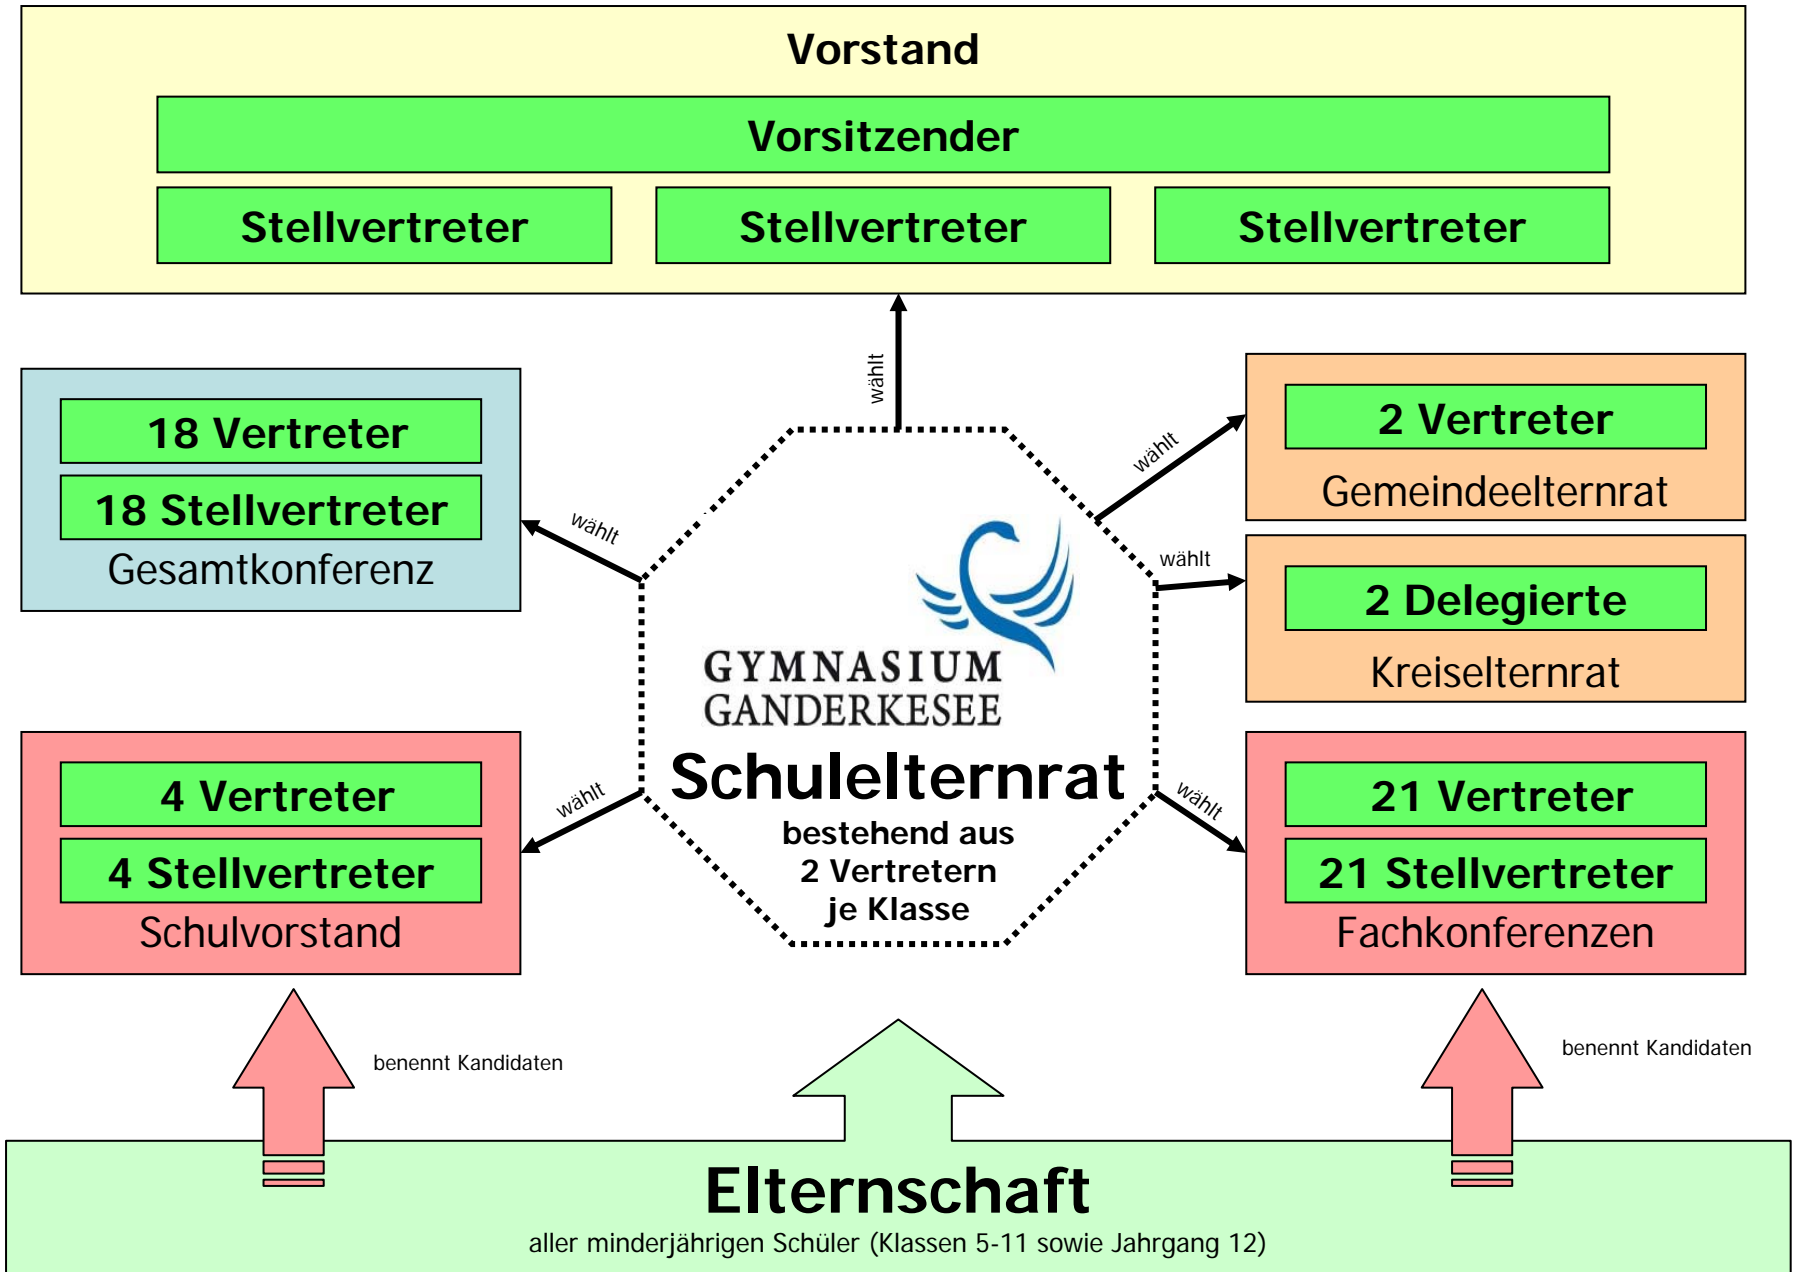 Vorstand
Vorsitzender
Stellvertreter
Stellvertreter
Stellvertreter
wählt
18 Vertreter
18 Stellvertreter
Gesamtkonferenz
wählt
wählt
2 Vertreter
Gemeindeelternrat
wählt
2 Delegierte
Kreiselternrat
GYMNASIUM
GANDERKESEE
Schulelternrat
bestehend aus
2 Vertretern
je Klasse
4 Vertreter
4 Stellvertreter
Schulvorstand
wählt
wählt
21 Vertreter
21 Stellvertreter
Fachkonferenzen
benennt Kandidaten
benennt Kandidaten
Elternschaft
aller minderjährigen Schüler (Klassen 5-11 sowie Jahrgang 12)